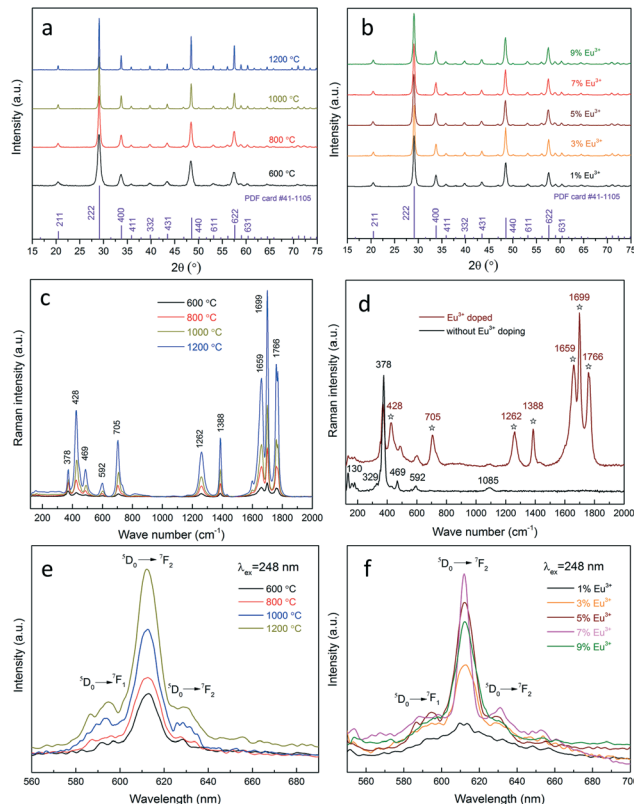 a
1200 °C
1000 °C
800 °C
600 °C
PDF card #41-1105
211
222
400
411
332
431
440
611
622
631
15 20 25 30 35 40 45 50 55 60 65 70 75
2θ (°)
Intensity (a.u.)
b
9% Eu³⁺
7% Eu³⁺
5% Eu³⁺
3% Eu³⁺
1% Eu³⁺
PDF card #41-1105
211
222
400
411
332
431
440
611
622
631
15 20 25 30 35 40 45 50 55 60 65 70 75
2θ (°)
Intensity (a.u.)
c
600 °C
800 °C
1000 °C
1200 °C
378
428
469
592
705
1262
1388
1659
1699
1766
200 400 600 800 1000 1200 1400 1600 1800 2000
Wave number (cm⁻¹)
Raman intensity (a.u.)
d
Eu³⁺ doped
without Eu³⁺ doping
1699
1659
1766
378
☆428
705
☆
1262
1388
130
329
469
592
1085
200 400 600 800 1000 1200 1400 1600 1800 2000
Wave number (cm⁻¹)
Raman intensity (a.u.)
e
⁵D₀ → ⁷F₂
λex=248 nm
600 °C
800 °C
1000 °C
1200 °C
⁵D₀ → ⁷F₁
⁵D₀ → ⁷F₂
560 580 600 620 640 660 680
Wavelength (nm)
Intensity (a.u.)
f
⁵D₀ → ⁷F₂
λex=248 nm
1% Eu³⁺
3% Eu³⁺
5% Eu³⁺
7% Eu³⁺
9% Eu³⁺
⁵D₀ → ⁷F₁
⁵D₀ → ⁷F₂
560 580 600 620 640 660 680 700
Wavelength (nm)
Intensity (a.u.)